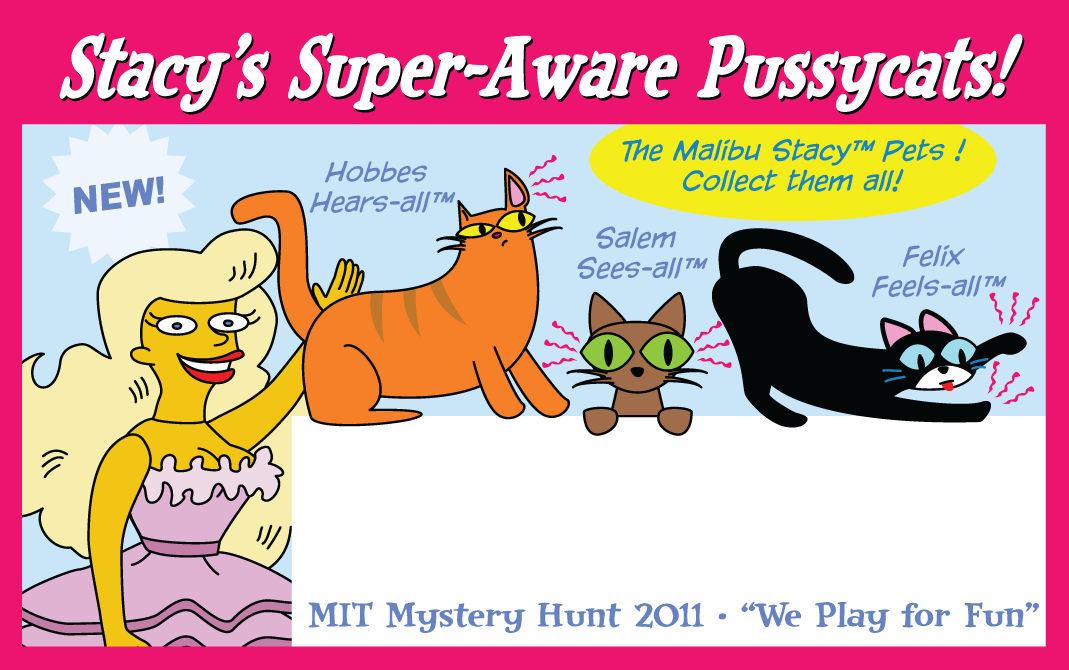 Stacy's Super-Aware Pussycats!
NEW!
The Malibu Stacy™ Pets !
Collect them all!
Hobbes
Hears-all™
Salem
Sees-all™
Felix
Feels-all™
MIT Mystery Hunt 2011 • “We Play for Fun”